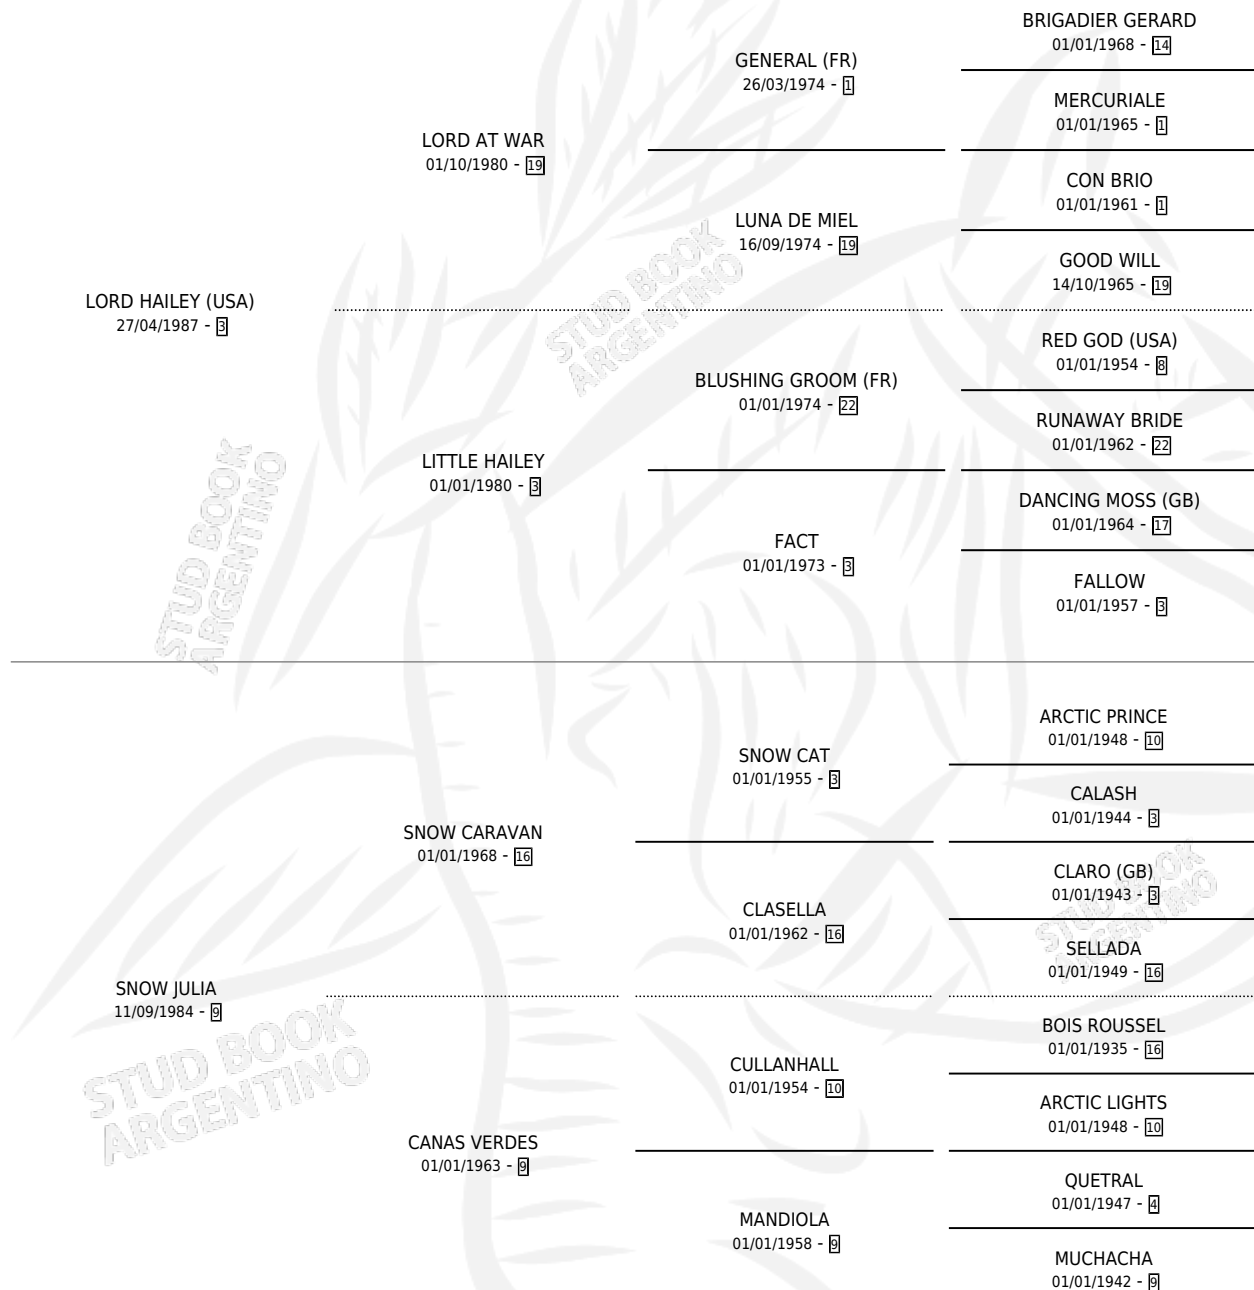 BRIGADIER GERARD
01/01/1968 - 14
GENERAL (FR)
26/03/1974 - 1
MERCURIALE
01/01/1965 - 1
LORD AT WAR
01/10/1980 - 19
CON BRIO
01/01/1961 - 1
LUNA DE MIEL
16/09/1974 - 19
GOOD WILL
14/10/1965 - 19
LORD HAILEY (USA)
27/04/1987 - 3
RED GOD (USA)
01/01/1954 - 8
BLUSHING GROOM (FR)
01/01/1974 - 22
RUNAWAY BRIDE
01/01/1962 - 22
LITTLE HAILEY
01/01/1980 - 3
DANCING MOSS (GB)
01/01/1964 - 17
FACT
01/01/1973 - 3
FALLOW
01/01/1957 - 3
ARCTIC PRINCE
01/01/1948 - 10
SNOW CAT
01/01/1955 - 3
CALASH
01/01/1944 - 3
SNOW CARAVAN
01/01/1968 - 16
CLARO (GB)
01/01/1943 - 3
CLASELLA
01/01/1962 - 16
SELLADA
01/01/1949 - 16
SNOW JULIA
11/09/1984 - 9
BOIS ROUSSEL
01/01/1935 - 16
CULLANHALL
01/01/1954 - 10
ARCTIC LIGHTS
01/01/1948 - 10
CANAS VERDES
01/01/1963 - 9
QUETRAL
01/01/1947 - 4
MANDIOLA
01/01/1958 - 9
MUCHACHA
01/01/1942 - 9
STUD BOOK
ARGENTINO
STUD BOOK
ARGENTINO
STUD BOOK
ARGENTINO
STUD BOOK
ARGENTINO